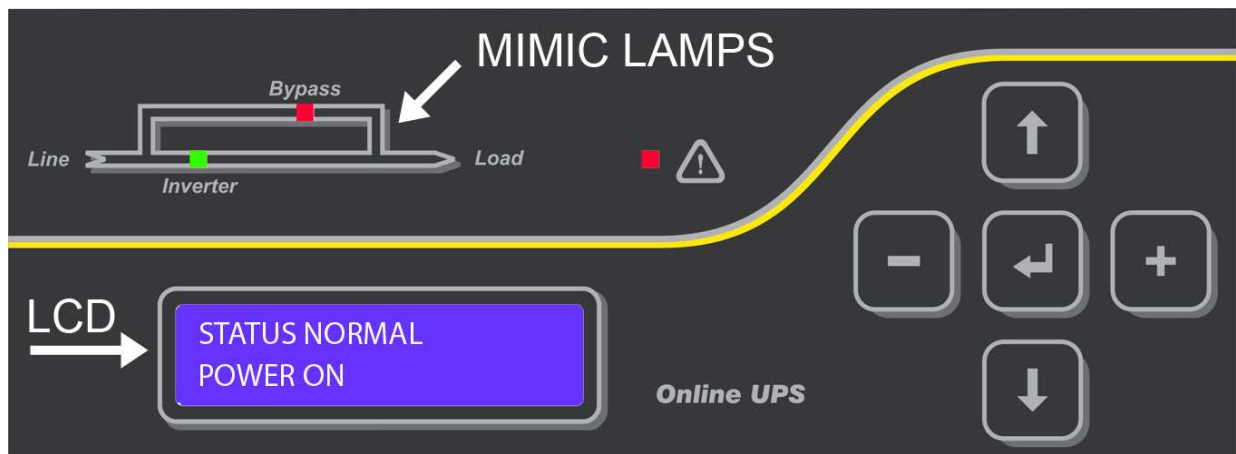 MIMIC LAMPS
Bypass
Line
Load
Inverter
LCD
STATUS NORMAL
POWER ON
Online UPS